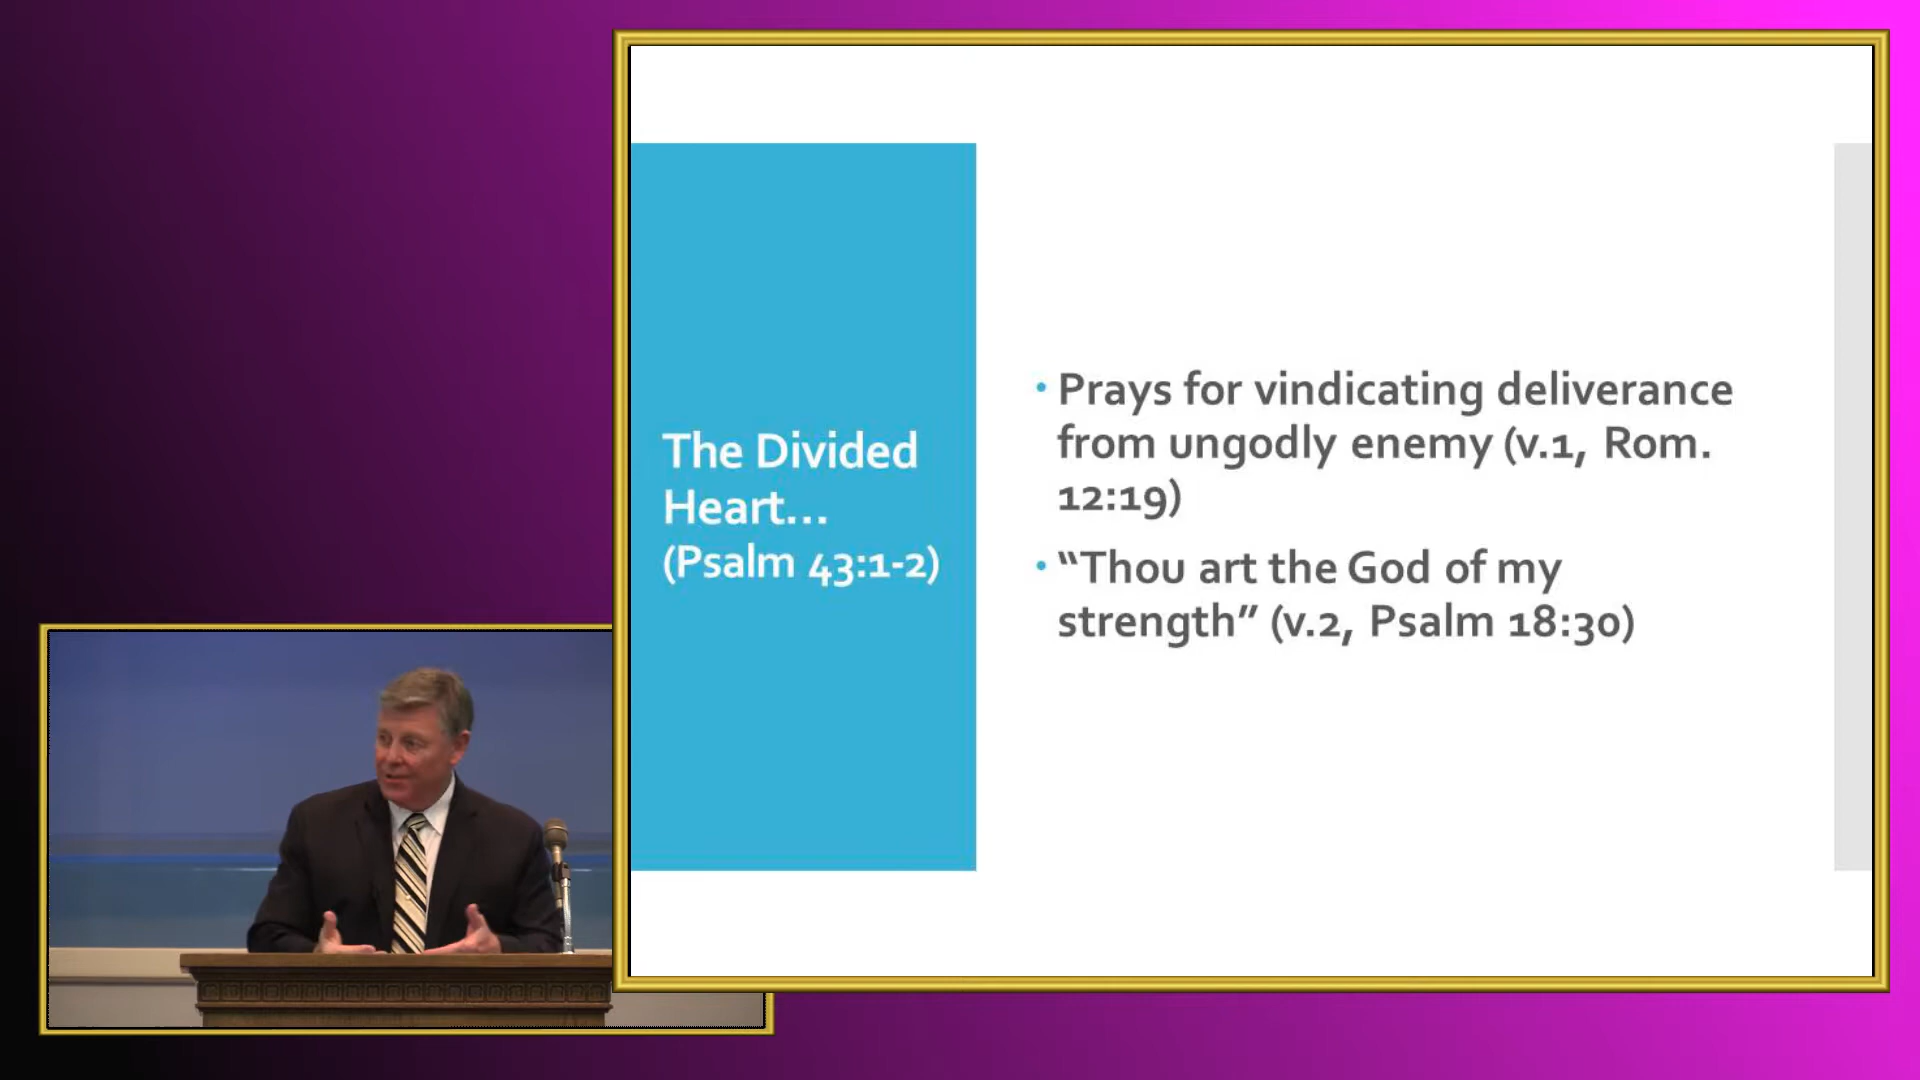 The Divided
Heart...
(Psalm 43:1-2)
• Prays for vindicating deliverance
from ungodly enemy (v.1, Rom.
12:19)
• “Thou art the God of my
strength” (v.2, Psalm 18:30)